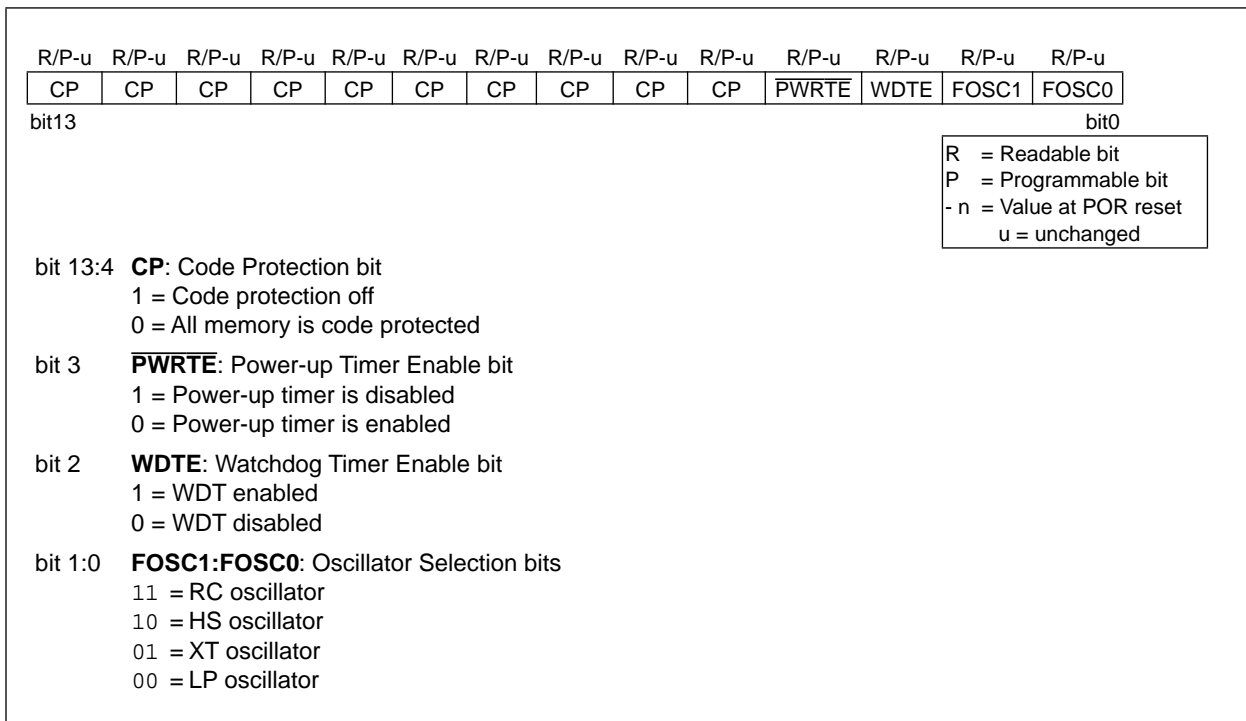 R/P-u R/P-u R/P-u R/P-u R/P-u R/P-u R/P-u R/P-u R/P-u R/P-u R/P-u R/P-u R/P-u R/P-u
CP CP CP CP CP CP CP CP CP CP PWRTE WDTE FOSC1 FOSC0
bit13 bit0
R = Readable bit
P = Programmable bit
- n = Value at POR reset
u = unchanged
bit 13:4 CP: Code Protection bit
1 = Code protection off
0 = All memory is code protected
bit 3 PWRTE: Power-up Timer Enable bit
1 = Power-up timer is disabled
0 = Power-up timer is enabled
bit 2 WDTE: Watchdog Timer Enable bit
1 = WDT enabled
0 = WDT disabled
bit 1:0 FOSC1:FOSC0: Oscillator Selection bits
11 = RC oscillator
10 = HS oscillator
01 = XT oscillator
00 = LP oscillator